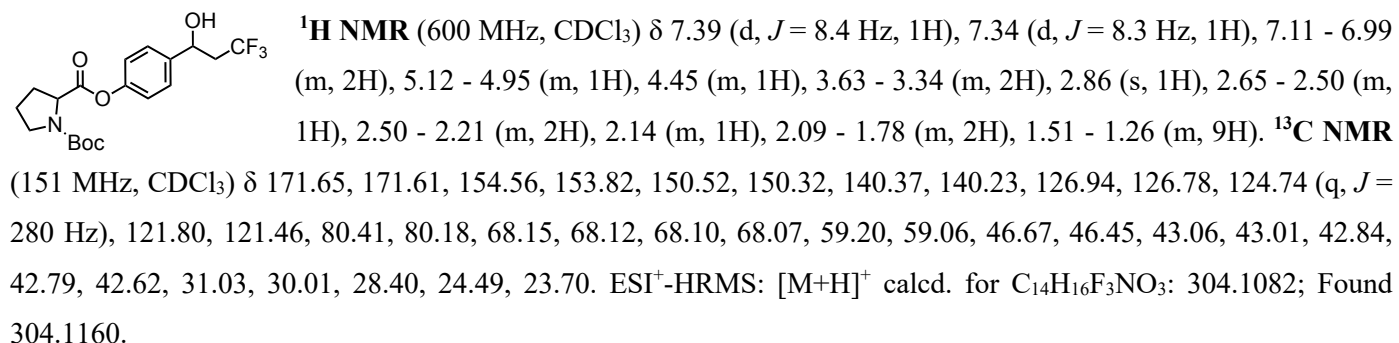 OH
CF₃
O
O
N
Boc
¹H NMR (600 MHz, CDCl₃) δ 7.39 (d, J = 8.4 Hz, 1H), 7.34 (d, J = 8.3 Hz, 1H), 7.11 - 6.99
(m, 2H), 5.12 - 4.95 (m, 1H), 4.45 (m, 1H), 3.63 - 3.34 (m, 2H), 2.86 (s, 1H), 2.65 - 2.50 (m,
1H), 2.50 - 2.21 (m, 2H), 2.14 (m, 1H), 2.09 - 1.78 (m, 2H), 1.51 - 1.26 (m, 9H). ¹³C NMR
(151 MHz, CDCl₃) δ 171.65, 171.61, 154.56, 153.82, 150.52, 150.32, 140.37, 140.23, 126.94, 126.78, 124.74 (q, J =
280 Hz), 121.80, 121.46, 80.41, 80.18, 68.15, 68.12, 68.10, 68.07, 59.20, 59.06, 46.67, 46.45, 43.06, 43.01, 42.84,
42.79, 42.62, 31.03, 30.01, 28.40, 24.49, 23.70. ESI⁺-HRMS: [M+H]⁺ calcd. for C₁₄H₁₆F₃NO₃: 304.1082; Found
304.1160.